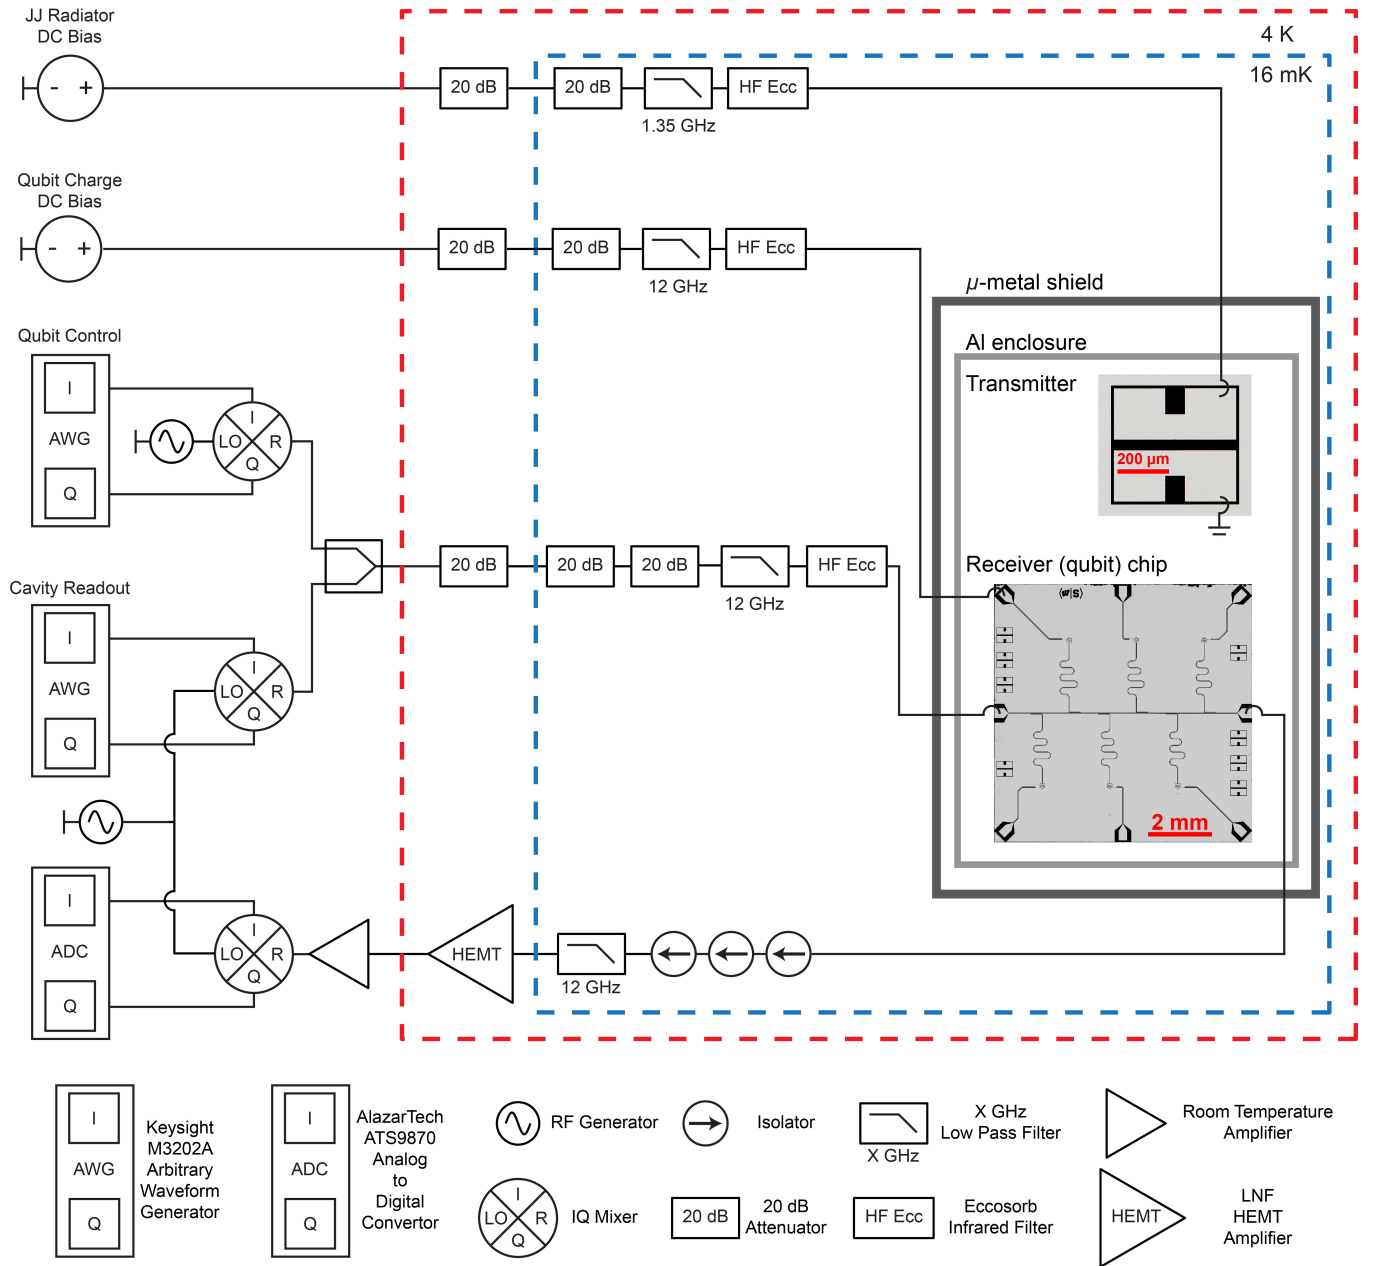 JJ Radiator
DC Bias
- +
20 dB
20 dB
1.35 GHz
HF Ecc
4 K
16 mK
Qubit Charge
DC Bias
- +
20 dB
20 dB
12 GHz
HF Ecc
μ-metal shield
Al enclosure
Transmitter
200 μm
Qubit Control
I
AWG
Q
I
LO
R
Q
20 dB
20 dB
20 dB
12 GHz
HF Ecc
Receiver (qubit) chip
2 mm
Cavity Readout
I
AWG
Q
I
LO
R
Q
I
ADC
Q
I
LO
R
Q
HEMT
12 GHz
I
AWG
Q
Keysight
M3202A
Arbitrary
Waveform
Generator
I
ADC
Q
AlazarTech
ATS9870
Analog
to
Digital
Convertor
RF Generator
Isolator
X GHz
X GHz
Low Pass Filter
Room Temperature
Amplifier
I
LO
R
Q
IQ Mixer
20 dB
20 dB
Attenuator
HF Ecc
Eccosorb
Infrared Filter
HEMT
LNF
HEMT
Amplifier